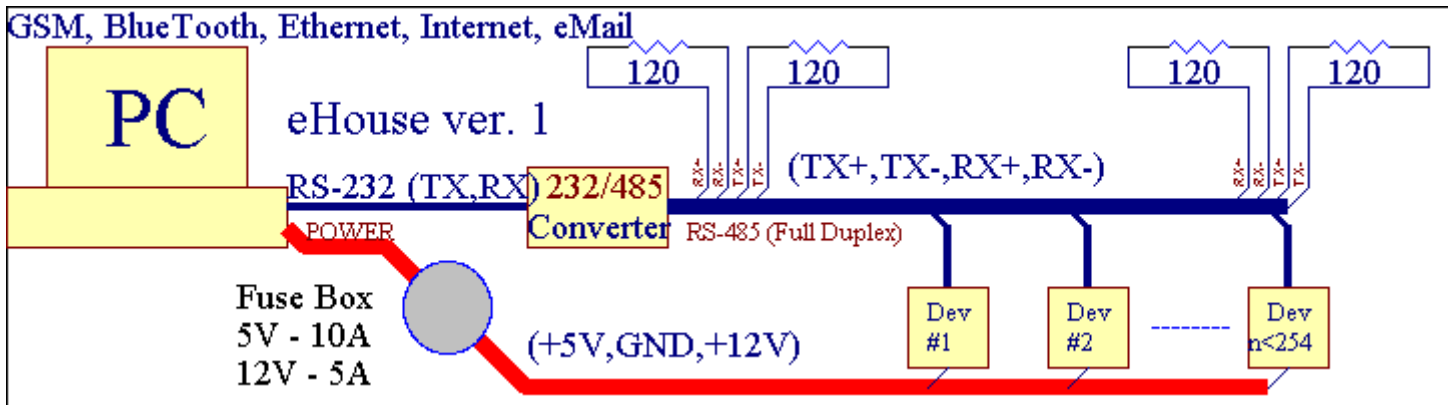 GSM, BlueTooth, Ethernet, Internet, eMail
120
120
120
120
PC
eHouse ver. 1
RX+
RX-
TX+
TX-
RX+
RX-
TX+
TX-
(TX+,TX-,RX+,RX-)
RS-232 (TX,RX)
232/485
Converter
POWER
RS-485 (Full Duplex)
Fuse Box
5V - 10A
12V - 5A
(+5V,GND,+12V)
Dev
#1
Dev
#2
--------
Dev
n<254